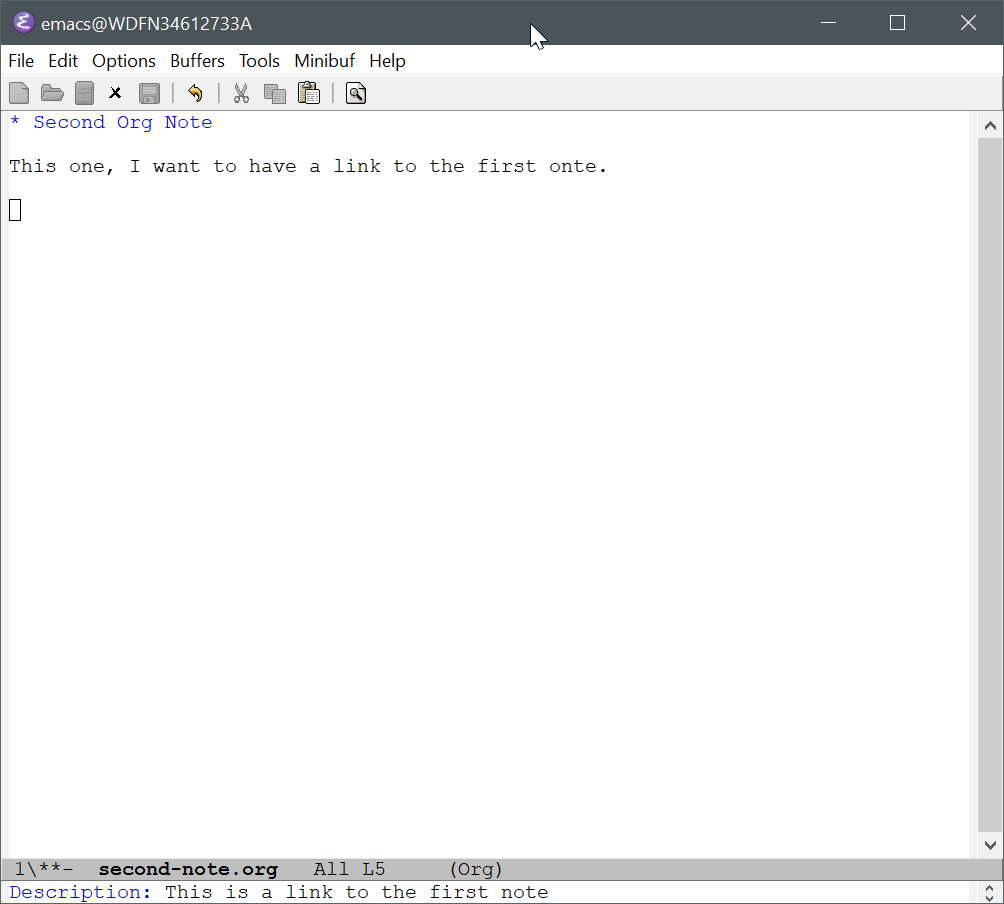 emacs@WDFN34612733A
File Edit Options Buffers Tools Minibuf Help
* Second Org Note
This one, I want to have a link to the first onte.
1\**- second-note.org All L5 (Org)
Description: This is a link to the first note